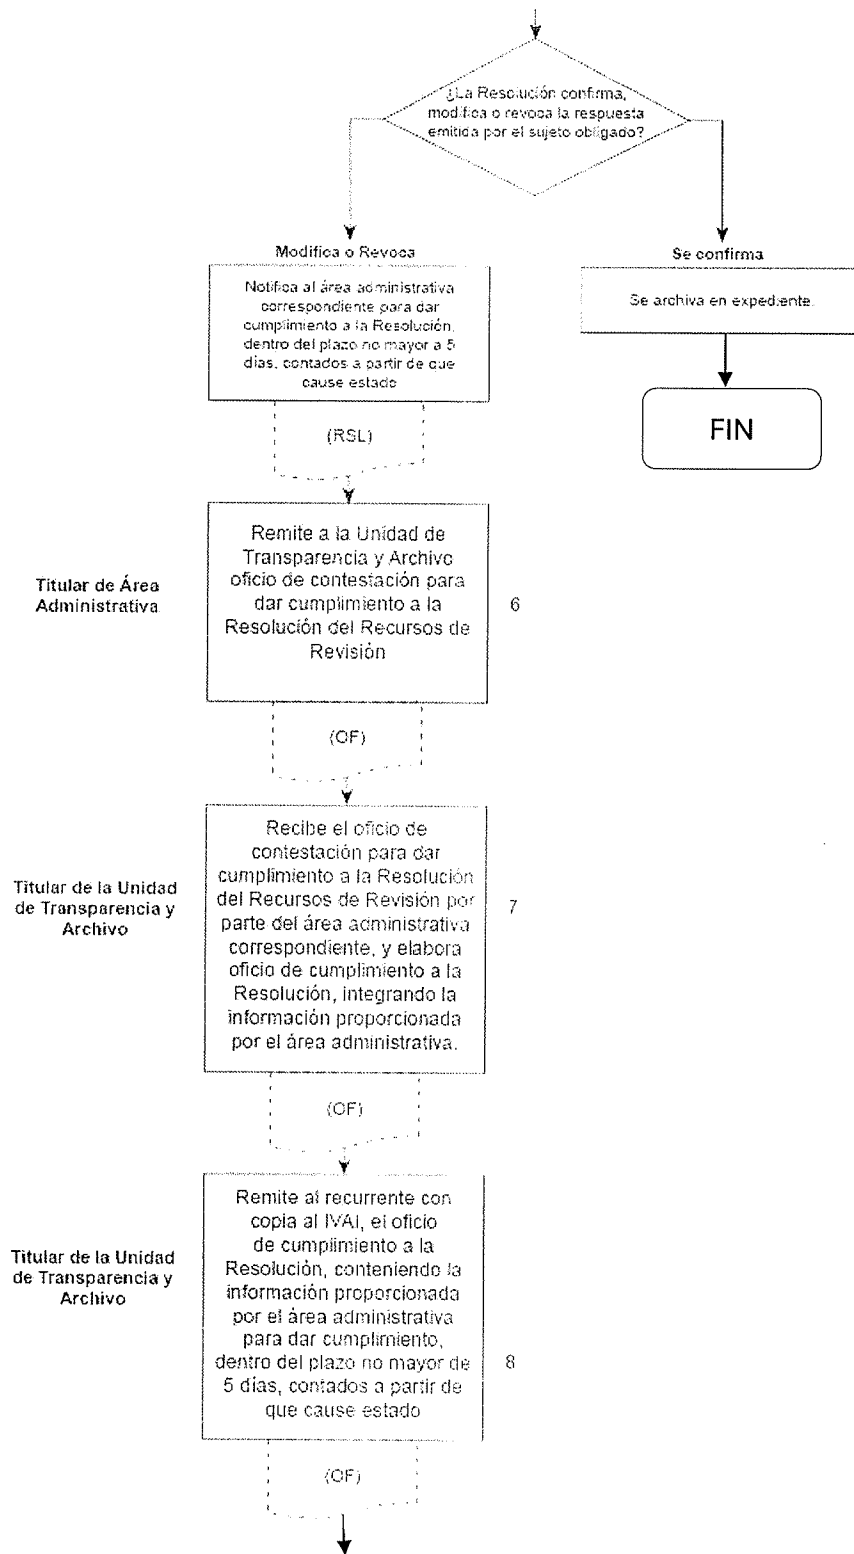 ¿La Resolución confirma,
modifica o revoca la respuesta
emitida por el sujeto obligado?
Modifica o Revoca
Notifica al área administrativa
correspondiente para dar
cumplimiento a la Resolución,
dentro del plazo no mayor a 5
días, contados a partir de que
cause estado
(RSL)
Se confirma
Se archiva en expediente.
FIN
Titular de Área
Administrativa
Remite a la Unidad de
Transparencia y Archivo
oficio de contestación para
dar cumplimiento a la
Resolución del Recursos de
Revisión
6
(OF)
Titular de la Unidad
de Transparencia y
Archivo
Recibe el oficio de
contestación para dar
cumplimiento a la Resolución
del Recursos de Revisión por
parte del área administrativa
correspondiente, y elabora
oficio de cumplimiento a la
Resolución, integrando la
información proporcionada
por el área administrativa.
7
(OF)
Titular de la Unidad
de Transparencia y
Archivo
Remite al recurrente con
copia al IVAI, el oficio
de cumplimiento a la
Resolución, conteniendo la
información proporcionada
por el área administrativa
para dar cumplimiento,
dentro del plazo no mayor de
5 días, contados a partir de
que cause estado
8
(OF)